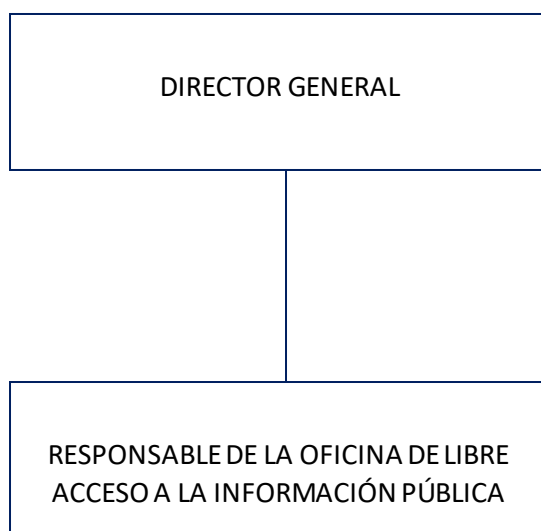 DIRECTOR GENERAL
RESPONSABLE DE LA OFICINA DE LIBRE
ACCESO A LA INFORMACIÓN PÚBLICA